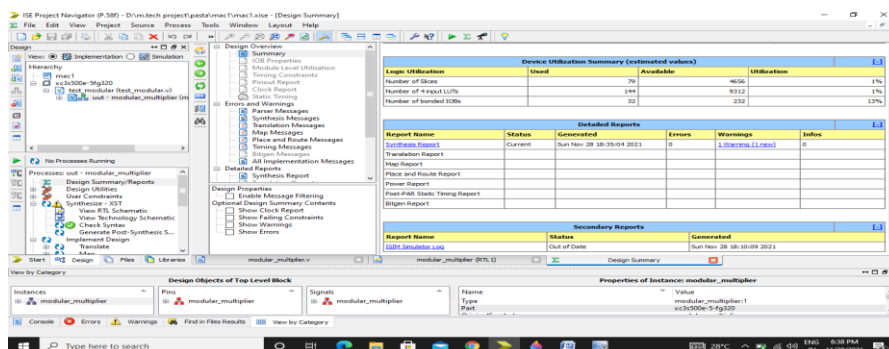 ISE Project Navigator (P.58f) - D:\m.tech project\pasta\mac1\mac1.xise - [Design Summary]
File Edit View Project Source Process Tools Window Layout Help
Design
View: Implementation Simulation
Hierarchy
mac1
xc3s500e-5fg320
test_modular (test_modular.v)
uut - modular_multiplier (m
No Processes Running
Processes: uut - modular_multiplier
Design Summary/Reports
Design Utilities
User Constraints
Synthesize - XST
View RTL Schematic
View Technology Schematic
Check Syntax
Generate Post-Synthesis S...
Implement Design
Translate
Map
Start Design Files Libraries
Design Overview
Summary
IOB Properties
Module Level Utilization
Timing Constraints
Pinout Report
Clock Report
Static Timing
Errors and Warnings
Parser Messages
Synthesis Messages
Translation Messages
Map Messages
Place and Route Messages
Timing Messages
Bitgen Messages
All Implementation Messages
Detailed Reports
Synthesis Report
Design Properties
Enable Message Filtering
Optional Design Summary Contents
Show Clock Report
Show Failing Constraints
Show Warnings
Show Errors
Device Utilization Summary (estimated values) [-]
Logic Utilization Used Available Utilization
Number of Slices 79 4656 1%
Number of 4 input LUTs 144 9312 1%
Number of bonded IOBs 32 232 13%
Detailed Reports [-]
Report Name Status Generated Errors Warnings Infos
Synthesis Report Current Sun Nov 28 18:35:04 2021 0 1 Warning (1 new) 0
Translation Report
Map Report
Place and Route Report
Power Report
Post-PAR Static Timing Report
Bitgen Report
Secondary Reports [-]
Report Name Status Generated
ISIM Simulator Log Out of Date Sun Nov 28 18:10:09 2021
modular_multiplier.v modular_multiplier (RTL1) Design Summary
View by Category
Design Objects of Top Level Block Properties of Instance: modular_multiplier
Instances Pins Signals Name Value
modular_multiplier modular_multiplier modular_multiplier Type modular_multiplier:1
Part xc3s500e-5-fg320
Console Errors Warnings Find in Files Results View by Category
Type here to search 28°C ENG 6:38 PM